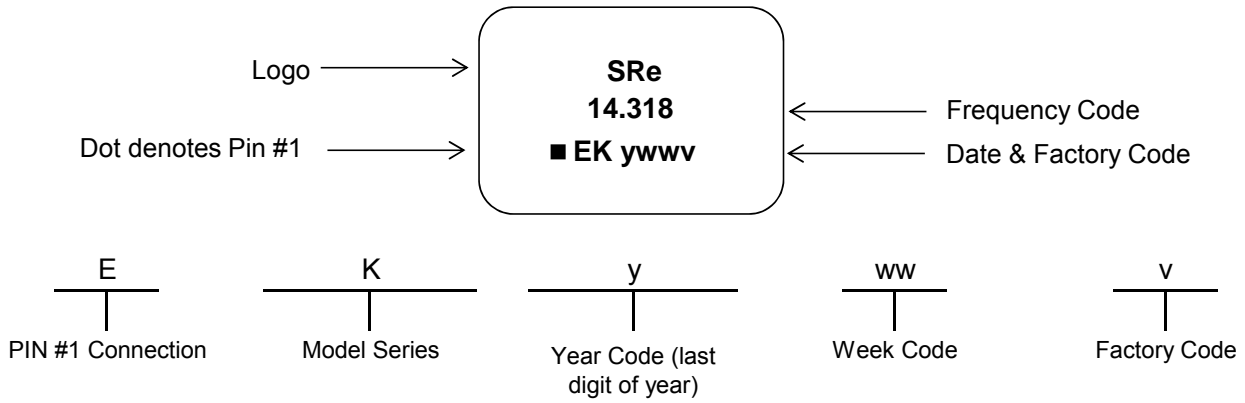 Logo
SRe
14.318
Frequency Code
Dot denotes Pin #1
■ EK ywwv
Date & Factory Code
E
K
y
ww
v
PIN #1 Connection
Model Series
Year Code (last
digit of year)
Week Code
Factory Code